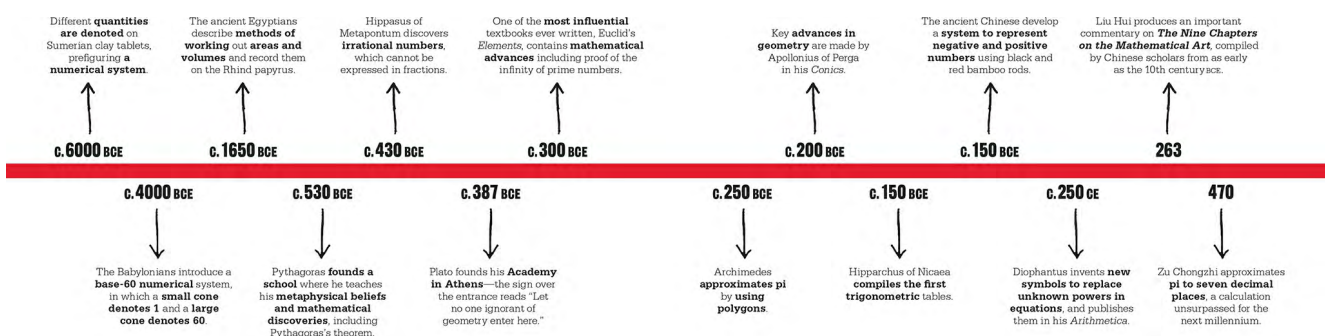 Different quantities
are denoted on
Sumerian clay tablets,
prefiguring a
numerical system.
The ancient Egyptians
describe methods of
working out areas and
volumes and record them
on the Rhind papyrus.
Hippasus of
Metapontum discovers
irrational numbers,
which cannot be
expressed in fractions.
One of the most influential
textbooks ever written, Euclid's
Elements, contains mathematical
advances including proof of the
infinity of prime numbers.
Key advances in
geometry are made by
Apollonius of Perga
in his Conics.
The ancient Chinese develop
a system to represent
negative and positive
numbers using black and
red bamboo rods.
Liu Hui produces an important
commentary on The Nine Chapters
on the Mathematical Art, compiled
by Chinese scholars from as early
as the 10th century BCE.
c.6000 BCE
c.1650 BCE
c.430 BCE
c.300 BCE
c.200 BCE
c.150 BCE
263
c.4000 BCE
c.530 BCE
c.387 BCE
c.250 BCE
c.150 BCE
c.250 CE
470
The Babylonians introduce a
base-60 numerical system,
in which a small cone
denotes 1 and a large
cone denotes 60.
Pythagoras founds a
school where he teaches
his metaphysical beliefs
and mathematical
discoveries, including
Pythagoras's theorem.
Plato founds his Academy
in Athens—the sign over
the entrance reads "Let
no one ignorant of
geometry enter here."
Archimedes
approximates pi
by using
polygons.
Hipparchus of Nicaea
compiles the first
trigonometric tables.
Diophantus invents new
symbols to replace
unknown powers in
equations, and publishes
them in his Arithmetica.
Zu Chongzhi approximates
pi to seven decimal
places, a calculation
unsurpassed for the
next millennium.